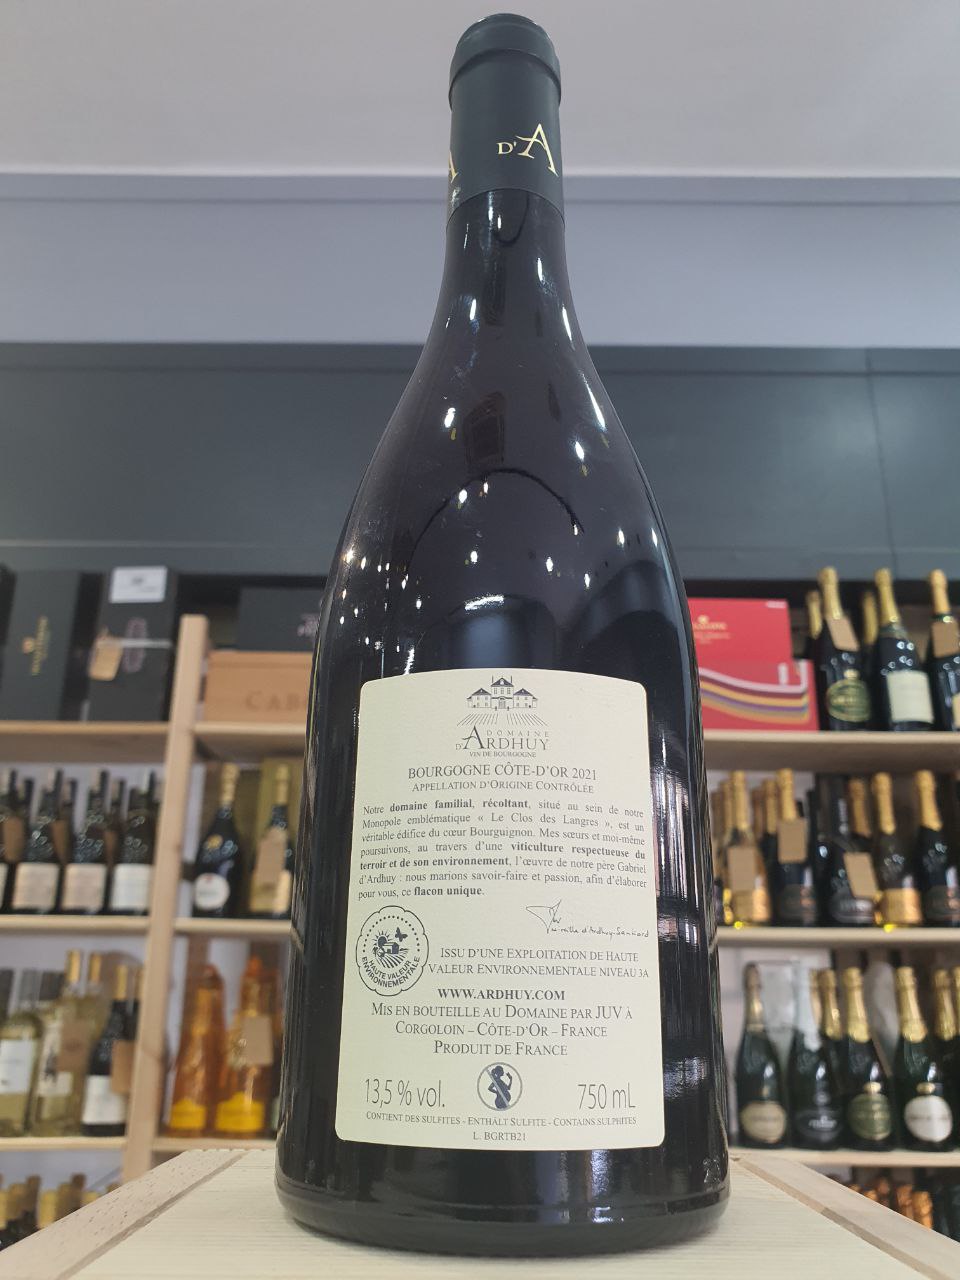 D'A
DOMAINE
D'ARDHUY
VIN DE BOURGOGNE
BOURGOGNE CÔTE-D'OR 2021
APPELLATION D'ORIGINE CONTRÔLÉE
Notre domaine familial, récoltant, situé au sein de notre
Monopole emblématique « Le Clos des Langres », est un
véritable édifice du cœur Bourguignon. Mes sœurs et moi-même
poursuivons, au travers d'une viticulture respectueuse du
terroir et de son environnement, l'œuvre de notre père Gabriel
d'Ardhuy : nous marions savoir-faire et passion, afin d'élaborer
pour vous, ce flacon unique.
HAUTE VALEUR
ENVIRONNEMENTALE
ISSU D'UNE EXPLOITATION DE HAUTE
VALEUR ENVIRONNEMENTALE NIVEAU 3A
WWW.ARDHUY.COM
MIS EN BOUTEILLE AU DOMAINE PAR JUV À
CORGOLOIN – CÔTE-D'OR – FRANCE
PRODUIT DE FRANCE
13,5 % vol.
750 mL
CONTIENT DES SULFITES - ENTHÄLT SULFITE - CONTAINS SULPHITES
L. BGRTB21